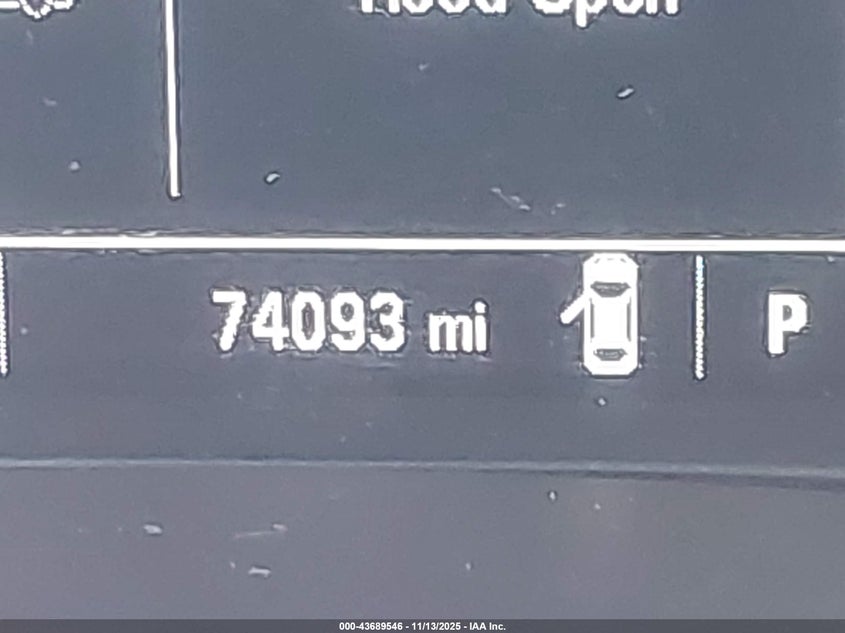 Hood Open
74093 mi
P
000-43689546 - 11/13/2025 - IAA Inc.